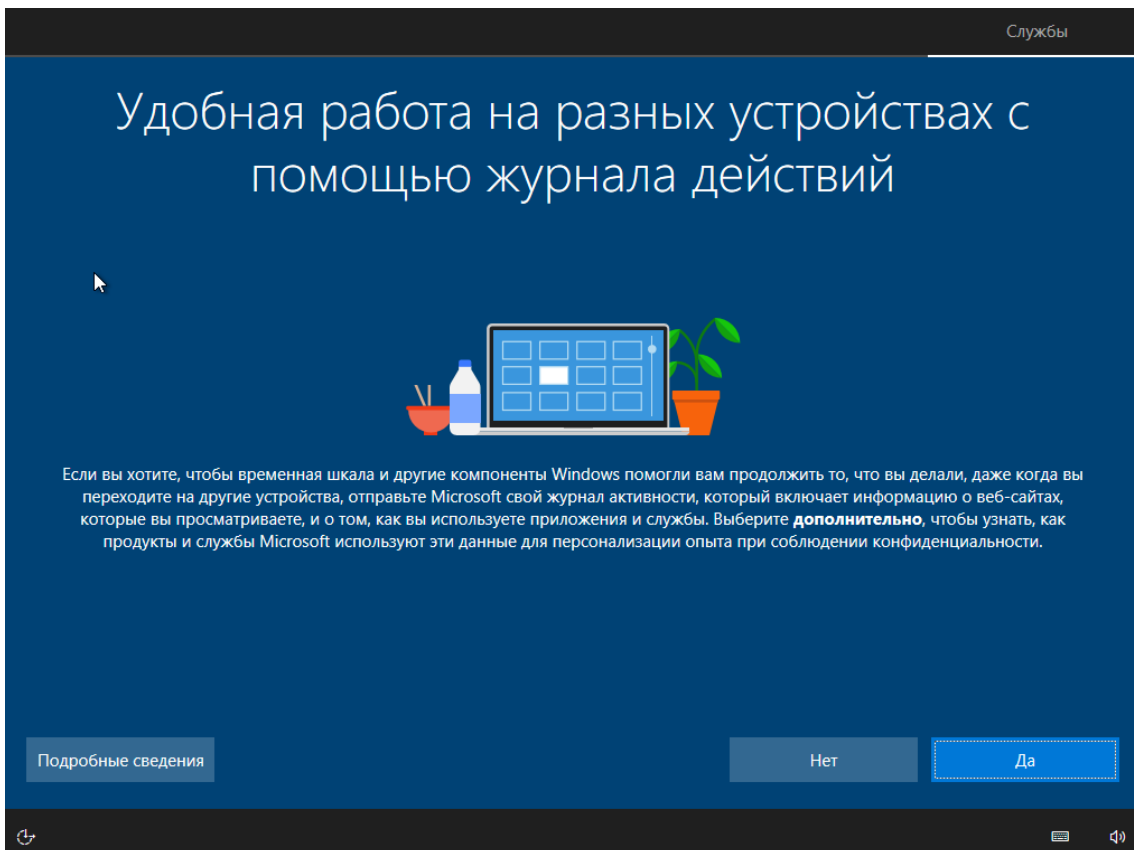 Службы
Удобная работа на разных устройствах с
помощью журнала действий
Если вы хотите, чтобы временная шкала и другие компоненты Windows помогли вам продолжить то, что вы делали, даже когда вы
переходите на другие устройства, отправьте Microsoft свой журнал активности, который включает информацию о веб-сайтах,
которые вы просматриваете, и о том, как вы используете приложения и службы. Выберите дополнительно, чтобы узнать, как
продукты и службы Microsoft используют эти данные для персонализации опыта при соблюдении конфиденциальности.
Подробные сведения
Нет
Да